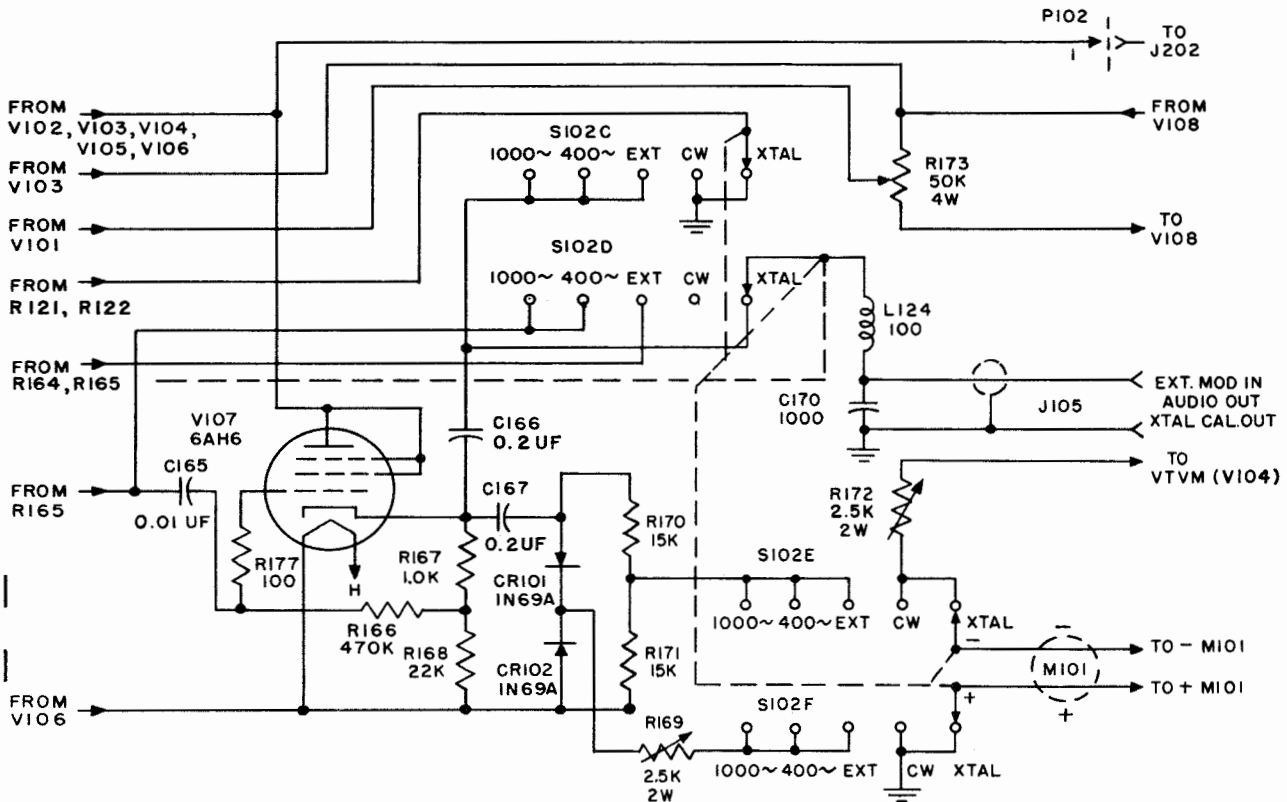 P102
1
TO
J202
FROM
V102, V103, V104,
V105, V106
FROM
V108
S102C
1000~ 400~ EXT CW XTAL
R173
50K
4W
FROM
V103
FROM
V101
TO
V108
S102D
1000~ 400~ EXT CW XTAL
FROM
R121, R122
L124
100
FROM
R164, R165
EXT. MOD IN
AUDIO OUT
XTAL CAL.OUT
J105
C170
1000
V107
6AH6
C166
0.2UF
C165
0.01 UF
FROM
R165
C167
0.2UF
TO
VTVM (V104)
R172
2.5K
2W
R170
15K
R177
100
H
R167
1.0K
CR101
1N69A
S102E
1000~ 400~ EXT CW XTAL
R166
470K
R168
22K
CR102
1N69A
R171
15K
-
-
TO - M101
M101
TO + M101
+
+
FROM
V106
R169
2.5K
2W
S102F
1000~ 400~ EXT CW XTAL